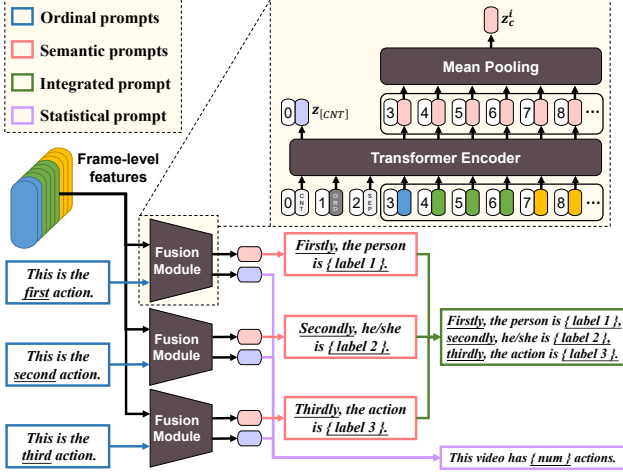 Ordinal prompts
Semantic prompts
Integrated prompt
Statistical prompt
z_c^i
Mean Pooling
0 z_[CNT]
3 4 5 6 7 8 ...
Transformer Encoder
0 CNT 1 ORD 2 SEP 3 4 5 6 7 8 ...
Frame-level
features
Fusion
Module
This is the
first action.
Firstly, the person
is { label 1 }.
Fusion
Module
This is the
second action.
Secondly, he/she
is { label 2 }.
Firstly, the person is { label 1 },
secondly, he/she is { label 2 },
thirdly, the action is { label 3 }.
Fusion
Module
This is the
third action.
Thirdly, the action
is { label 3 }.
This video has { num } actions.